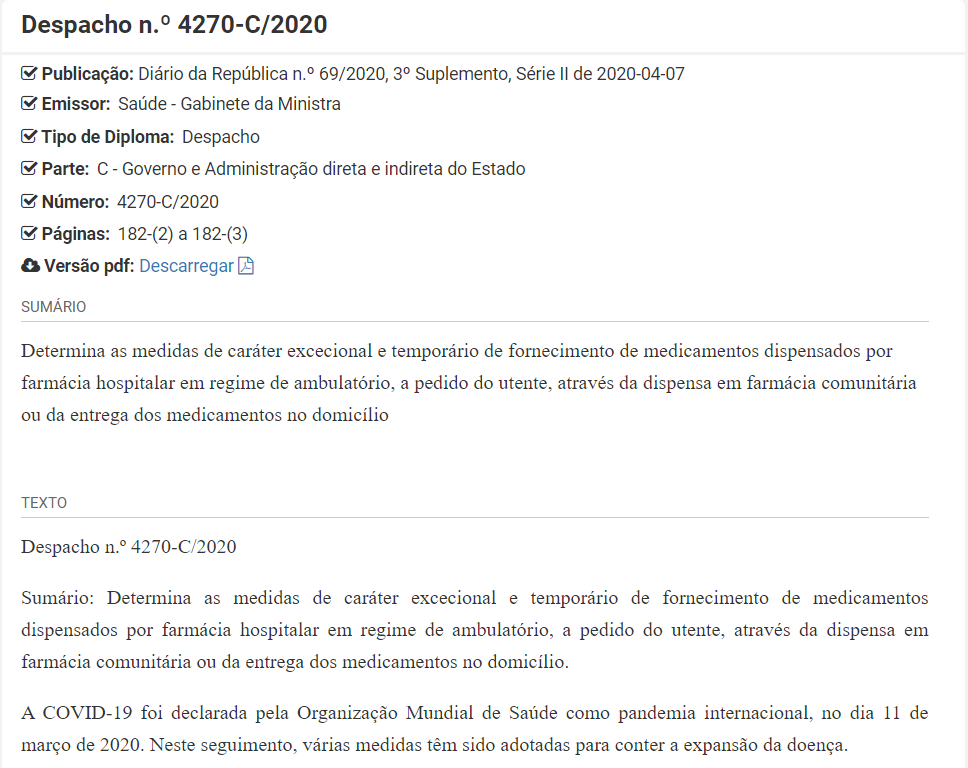 Despacho n.º 4270-C/2020
Publicação: Diário da República n.º 69/2020, 3º Suplemento, Série II de 2020-04-07
Emissor: Saúde - Gabinete da Ministra
Tipo de Diploma: Despacho
Parte: C - Governo e Administração direta e indireta do Estado
Número: 4270-C/2020
Páginas: 182-(2) a 182-(3)
Versão pdf: Descarregar
SUMÁRIO
Determina as medidas de caráter excecional e temporário de fornecimento de medicamentos dispensados por
farmácia hospitalar em regime de ambulatório, a pedido do utente, através da dispensa em farmácia comunitária
ou da entrega dos medicamentos no domicílio
TEXTO
Despacho n.º 4270-C/2020
Sumário: Determina as medidas de caráter excecional e temporário de fornecimento de medicamentos
dispensados por farmácia hospitalar em regime de ambulatório, a pedido do utente, através da dispensa em
farmácia comunitária ou da entrega dos medicamentos no domicílio.
A COVID-19 foi declarada pela Organização Mundial de Saúde como pandemia internacional, no dia 11 de
março de 2020. Neste seguimento, várias medidas têm sido adotadas para conter a expansão da doença.